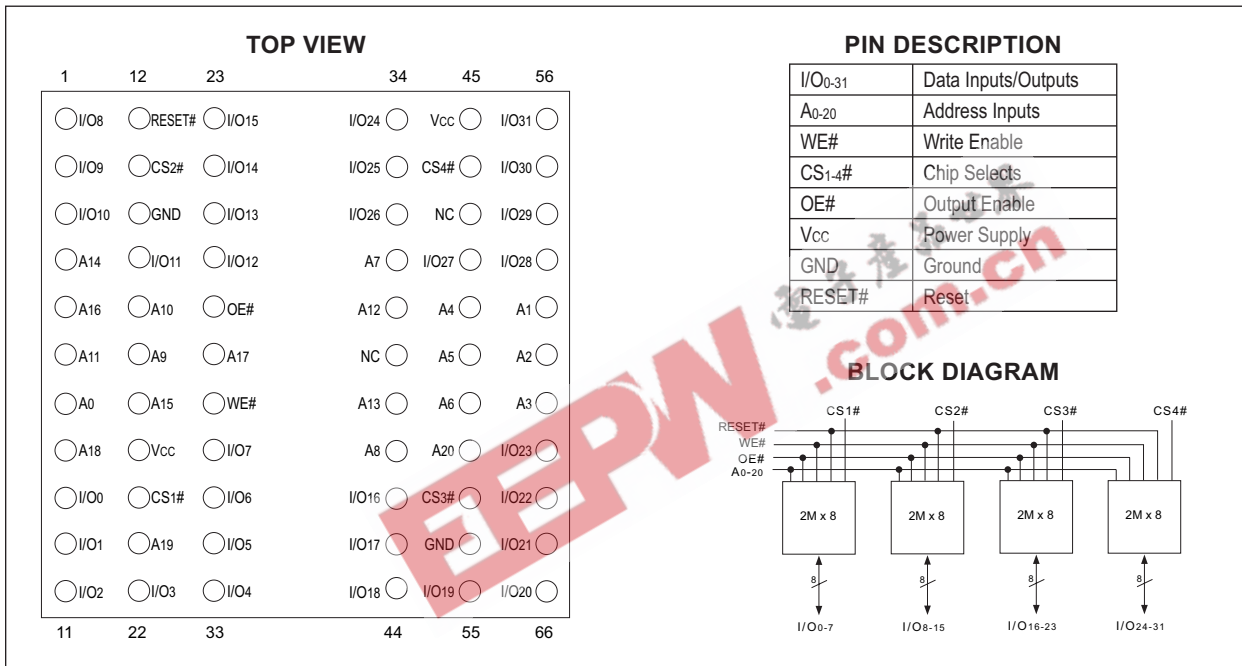 TOP VIEW
1 12 23 34 45 56
I/O8 RESET# I/O15 I/O24 Vcc I/O31
I/O9 CS2# I/O14 I/O25 CS4# I/O30
I/O10 GND I/O13 I/O26 NC I/O29
A14 I/O11 I/O12 A7 I/O27 I/O28
A16 A10 OE# A12 A4 A1
A11 A9 A17 NC A5 A2
A0 A15 WE# A13 A6 A3
A18 Vcc I/O7 A8 A20 I/O23
I/O0 CS1# I/O6 I/O16 CS3# I/O22
I/O1 A19 I/O5 I/O17 GND I/O21
I/O2 I/O3 I/O4 I/O18 I/O19 I/O20
11 22 33 44 55 66
PIN DESCRIPTION
I/O0-31 Data Inputs/Outputs
A0-20 Address Inputs
WE# Write Enable
CS1-4# Chip Selects
OE# Output Enable
Vcc Power Supply
GND Ground
RESET# Reset
BLOCK DIAGRAM
CS1# CS2# CS3# CS4#
RESET#
WE#
OE#
A0-20
2M x 8 2M x 8 2M x 8 2M x 8
8 8 8 8
I/O0-7 I/O8-15 I/O16-23 I/O24-31
EEPW.com.cn
電子產品世界